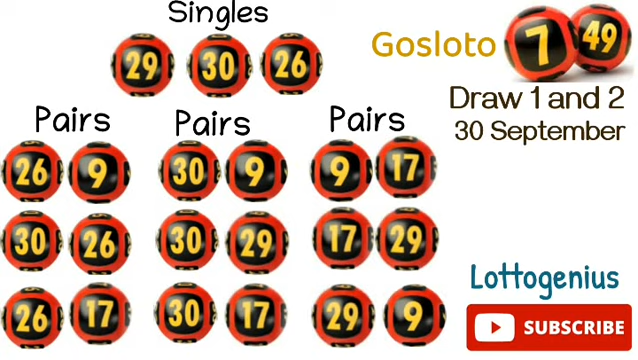 Singles
29 30 26
Gosloto 7 49
Draw 1 and 2
30 September
Pairs Pairs Pairs
26 9 30 9 9 17
30 26 30 29 17 29
26 17 30 17 29 9
Lottogenius
SUBSCRIBE